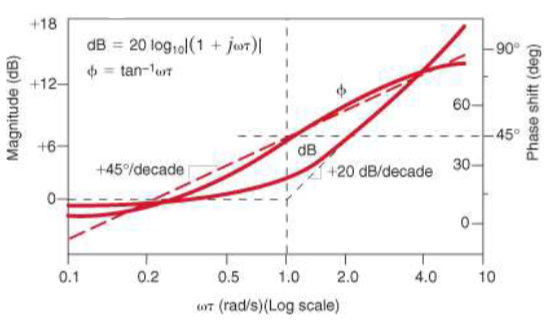 +18
dB = 20 log₁₀|(1 + jωτ)|
ϕ = tan⁻¹ωτ
+12
+6
0
Magnitude (dB)
ϕ
dB
+45°/decade
+20 dB/decade
90°
60
45°
30
0
Phase shift (deg)
0.1 0.2 0.5 1.0 2.0 4.0 10
ωτ (rad/s)(Log scale)